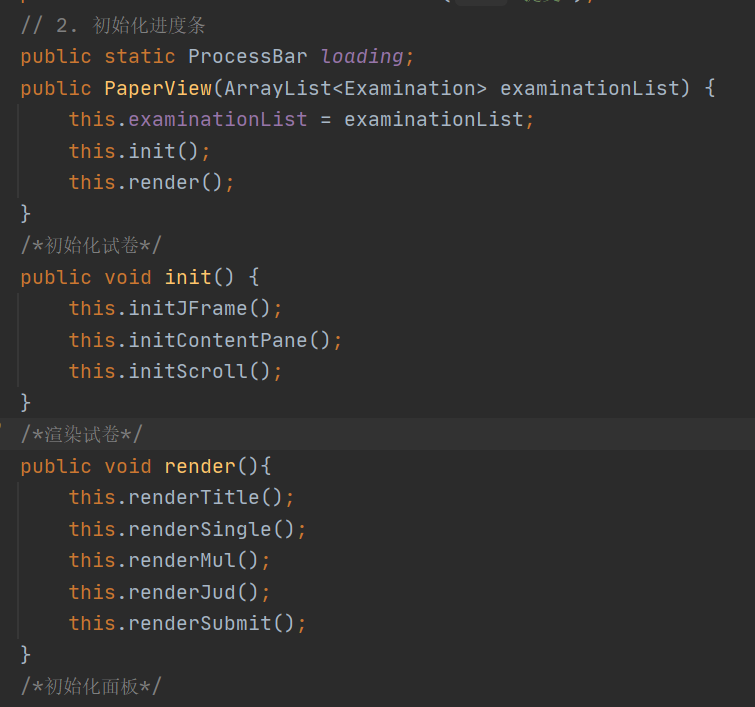 // 2. 初始化进度条
public static ProcessBar loading;
public PaperView(ArrayList<Examination> examinationList) {
this.examinationList = examinationList;
this.init();
this.render();
}
/*初始化试卷*/
public void init() {
this.initJFrame();
this.initContentPane();
this.initScroll();
}
/*渲染试卷*/
public void render(){
this.renderTitle();
this.renderSingle();
this.renderMul();
this.renderJud();
this.renderSubmit();
}
/*初始化面板*/